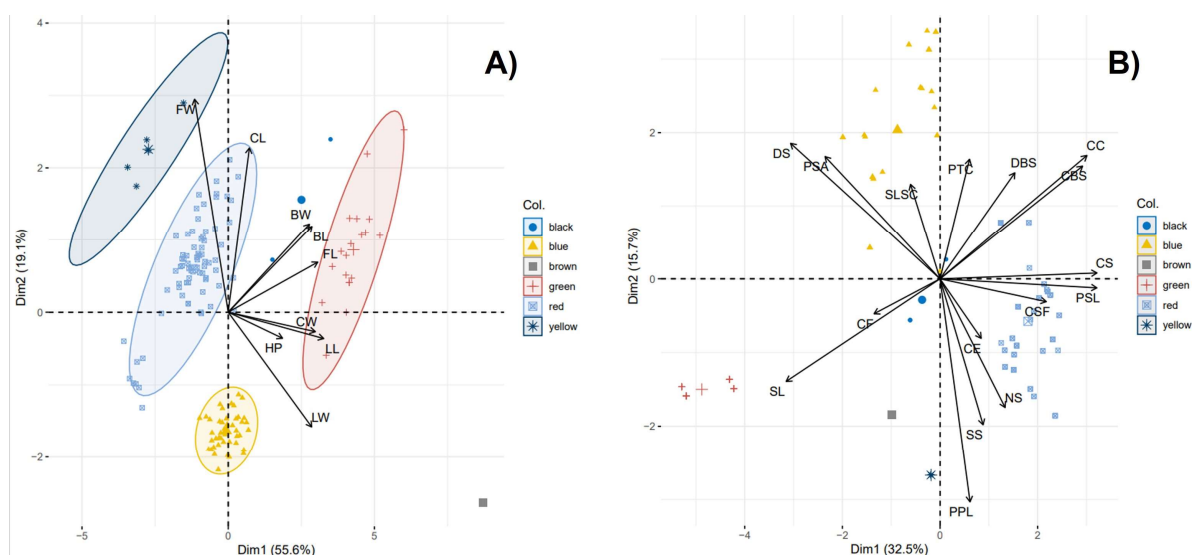 A)
4
2
0
−2
Dim2 (19.1%)
FW
CL
BW
BL
FL
CW
HP
LL
LW
-5
0
5
Dim1 (55.6%)
Col.
black
blue
brown
green
red
yellow
B)
2
0
−2
Dim2 (15.7%)
DS
PSA
SLSC
PTC
DBS
CC
CBS
CS
PSL
CSF
CF
CE
SL
NS
SS
PPL
-4
-2
0
2
Dim1 (32.5%)
Col.
black
blue
brown
green
red
yellow